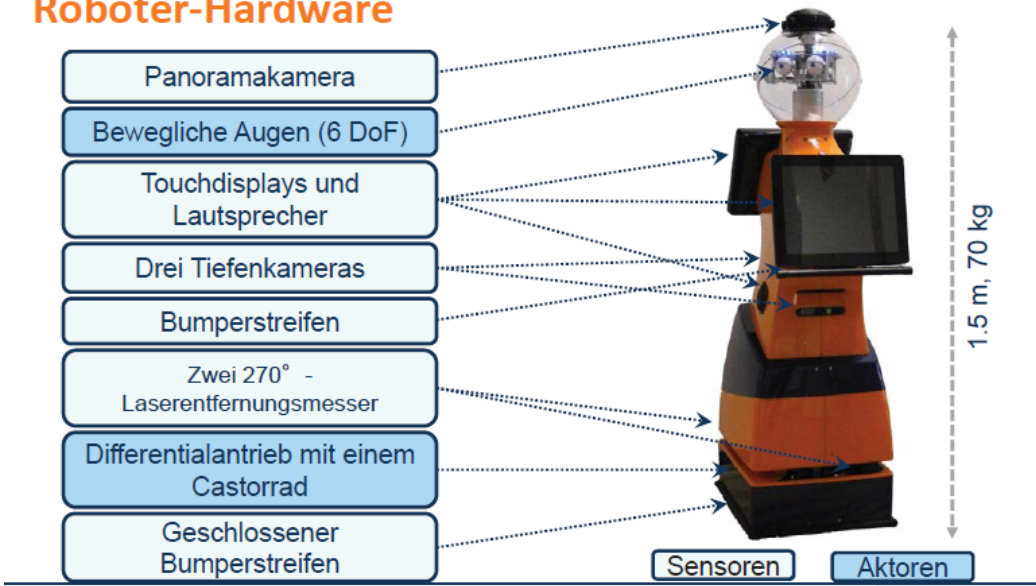 Roboter-Hardware
Panoramakamera
Bewegliche Augen (6 DoF)
Touchdisplays und
Lautsprecher
Drei Tiefenkameras
Bumperstreifen
Zwei 270° -
Laserentfernungsmesser
Differentialantrieb mit einem
Castorrad
Geschlossener
Bumperstreifen
1.5 m, 70 kg
Sensoren
Aktoren